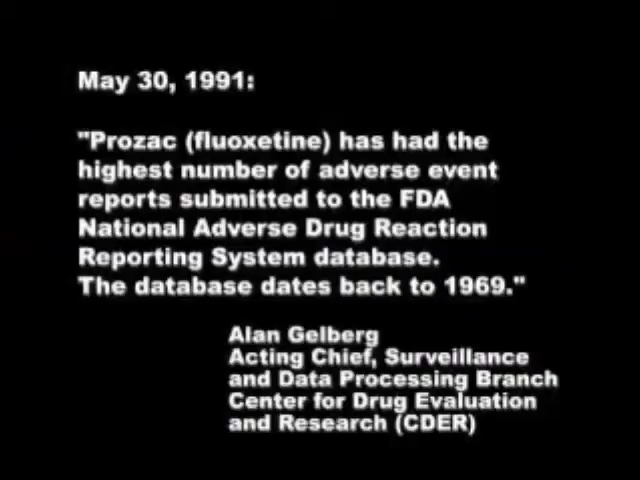 May 30, 1991:
"Prozac (fluoxetine) has had the
highest number of adverse event
reports submitted to the FDA
National Adverse Drug Reaction
Reporting System database.
The database dates back to 1969."
Alan Gelberg
Acting Chief, Surveillance
and Data Processing Branch
Center for Drug Evaluation
and Research (CDER)